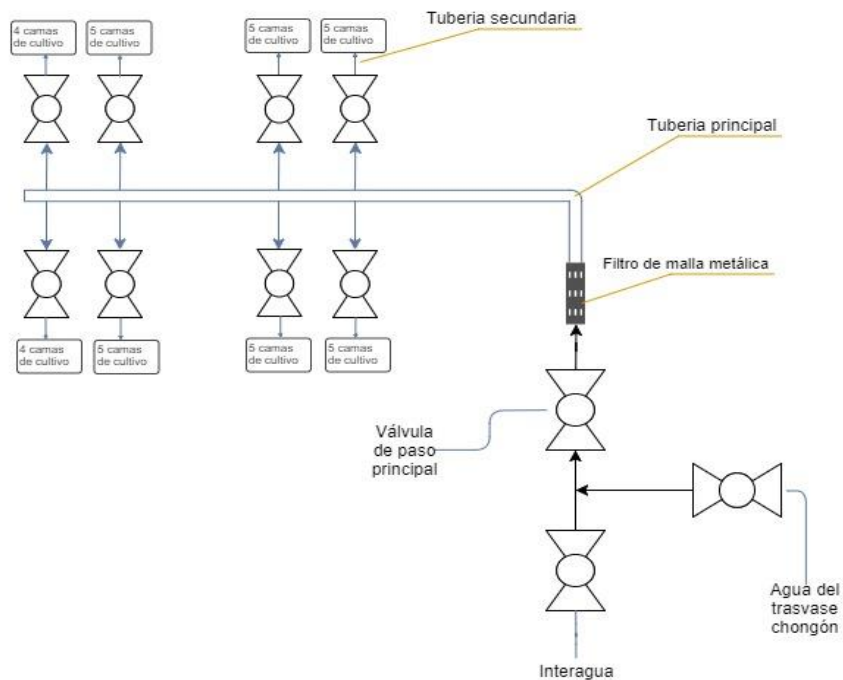 Tuberia secundaria
4 camas
de cultivo
5 camas
de cultivo
5 camas
de cultivo
5 camas
de cultivo
Tuberia principal
Filtro de malla metálica
4 camas
de cultivo
5 camas
de cultivo
5 camas
de cultivo
5 camas
de cultivo
Válvula
de paso
principal
Agua del
trasvase
chongón
Interagua